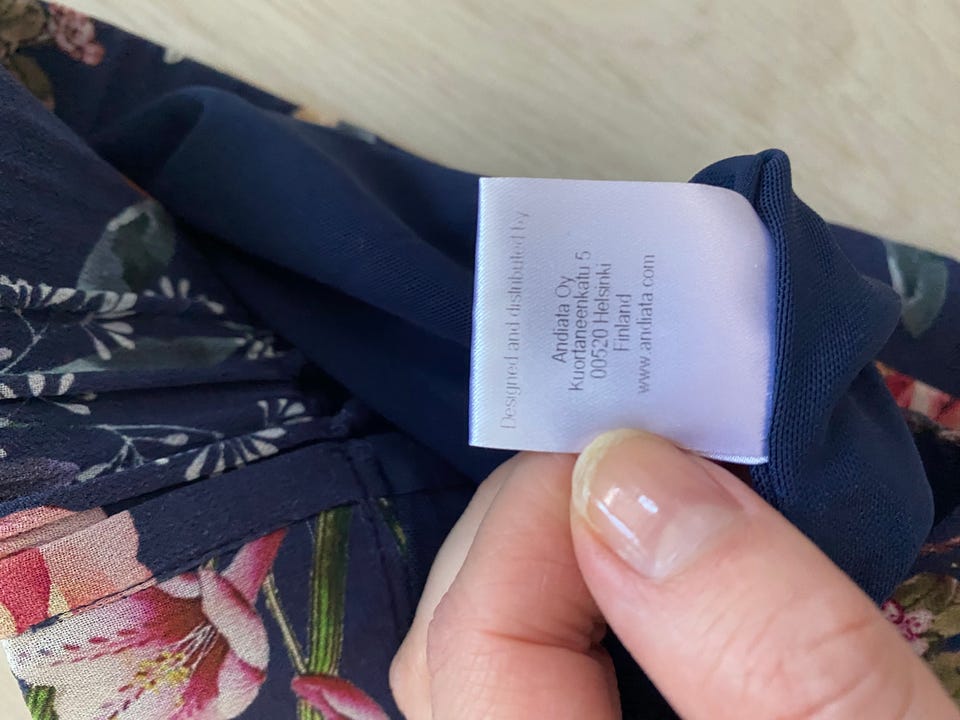 Designed and distributed by
Andiata Oy
Kuortaneenkatu 5
00520 Helsinki
Finland
www.andiata.com